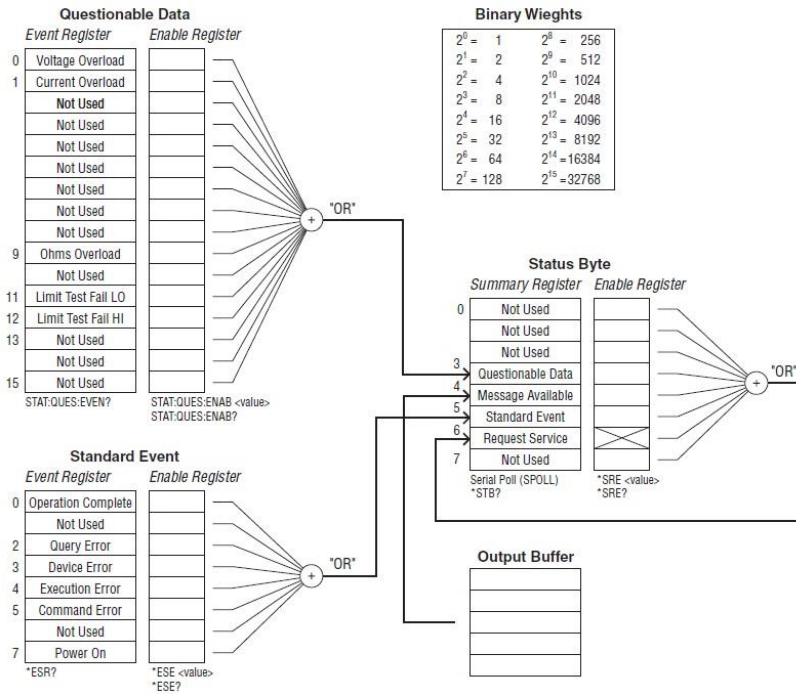 Questionable Data
Event Register Enable Register
0 Voltage Overload
1 Current Overload
Not Used
Not Used
Not Used
Not Used
Not Used
Not Used
Not Used
9 Ohms Overload
Not Used
11 Limit Test Fail LO
12 Limit Test Fail HI
13 Not Used
Not Used
15 Not Used
STAT:QUES:EVEN? STAT:QUES:ENAB <value>
STAT:QUES:ENAB?
+ "OR"
Binary Wieghts
2⁰ = 1 2⁸ = 256
2¹ = 2 2⁹ = 512
2² = 4 2¹⁰ = 1024
2³ = 8 2¹¹ = 2048
2⁴ = 16 2¹² = 4096
2⁵ = 32 2¹³ = 8192
2⁶ = 64 2¹⁴ = 16384
2⁷ = 128 2¹⁵ = 32768
Status Byte
Summary Register Enable Register
0 Not Used
Not Used
Not Used
3 Questionable Data
4 Message Available
5 Standard Event
6 Request Service
7 Not Used
Serial Poll (SPOLL) *SRE <value>
*STB? *SRE?
+ "OR"
Standard Event
Event Register Enable Register
0 Operation Complete
Not Used
2 Query Error
3 Device Error
4 Execution Error
5 Command Error
Not Used
7 Power On
*ESR? *ESE <value>
*ESE?
+ "OR"
Output Buffer